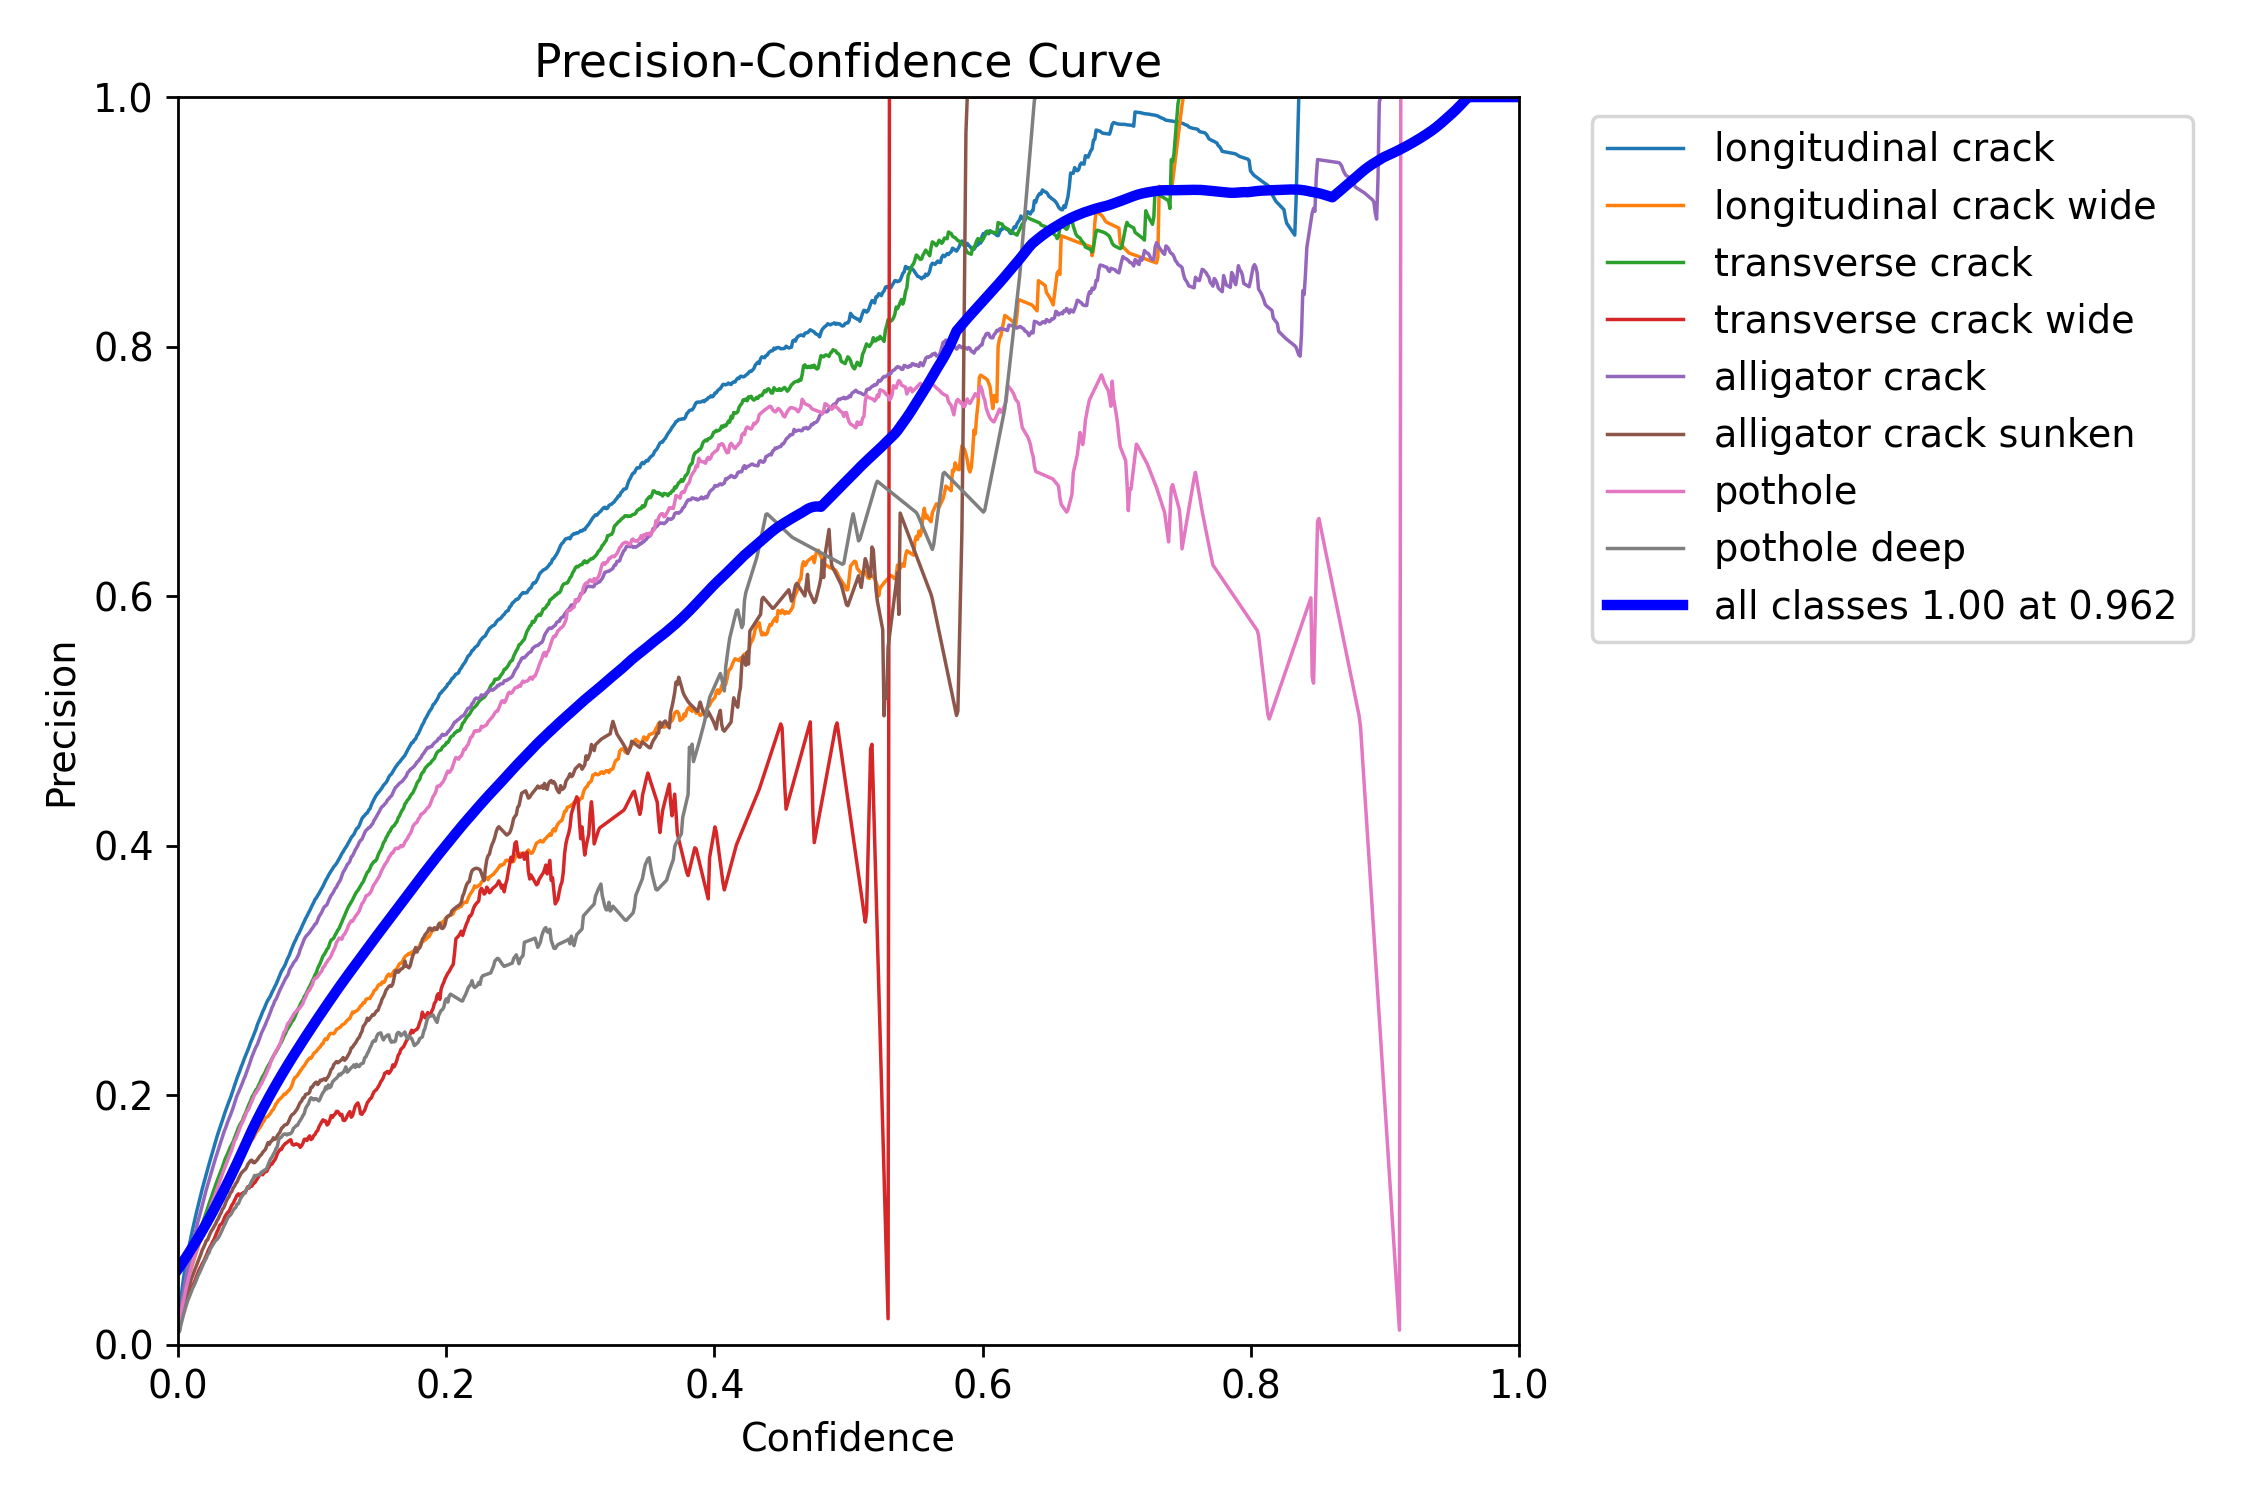 Precision-Confidence Curve
1.0
0.8
0.6
0.4
0.2
0.0
Precision
0.0 0.2 0.4 0.6 0.8 1.0
Confidence
longitudinal crack
longitudinal crack wide
transverse crack
transverse crack wide
alligator crack
alligator crack sunken
pothole
pothole deep
all classes 1.00 at 0.962